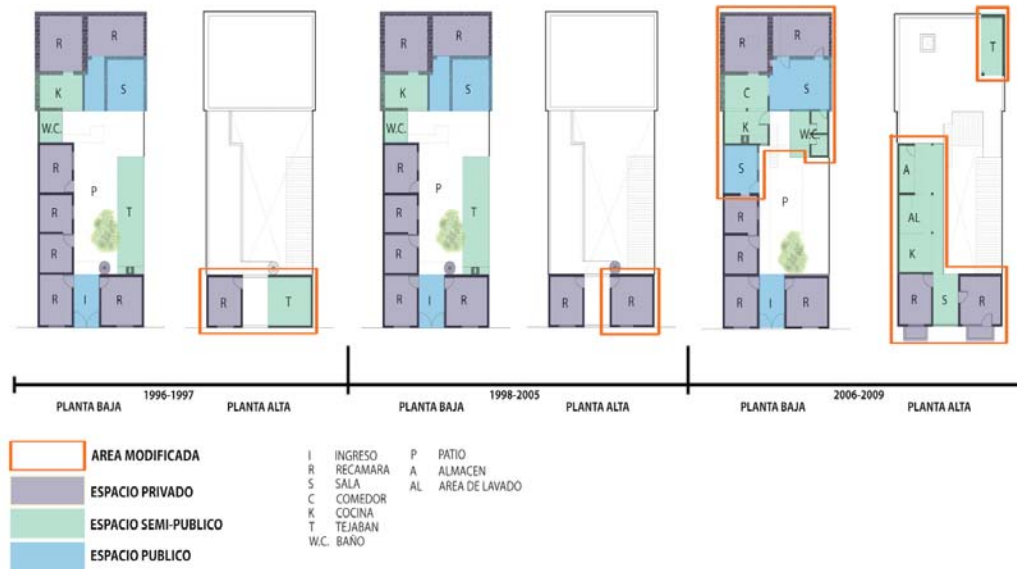 R R
K S
W.C.
R
P
R T
R
R I R
R T
R R
K S
W.C.
R
P
R T
R
R I R
R R
R R
C
K W.C.
S
P
R
R
R I R
T
A
AL
K
R S R
1996-1997 1998-2005 2006-2009
PLANTA BAJA PLANTA ALTA PLANTA BAJA PLANTA ALTA PLANTA BAJA PLANTA ALTA
AREA MODIFICADA
ESPACIO PRIVADO
ESPACIO SEMI-PUBLICO
ESPACIO PUBLICO
I INGRESO
R RECAMARA
S SALA
C COMEDOR
K COCINA
T TEJABAN
W.C. BAÑO
P PATIO
A ALMACEN
AL AREA DE LAVADO